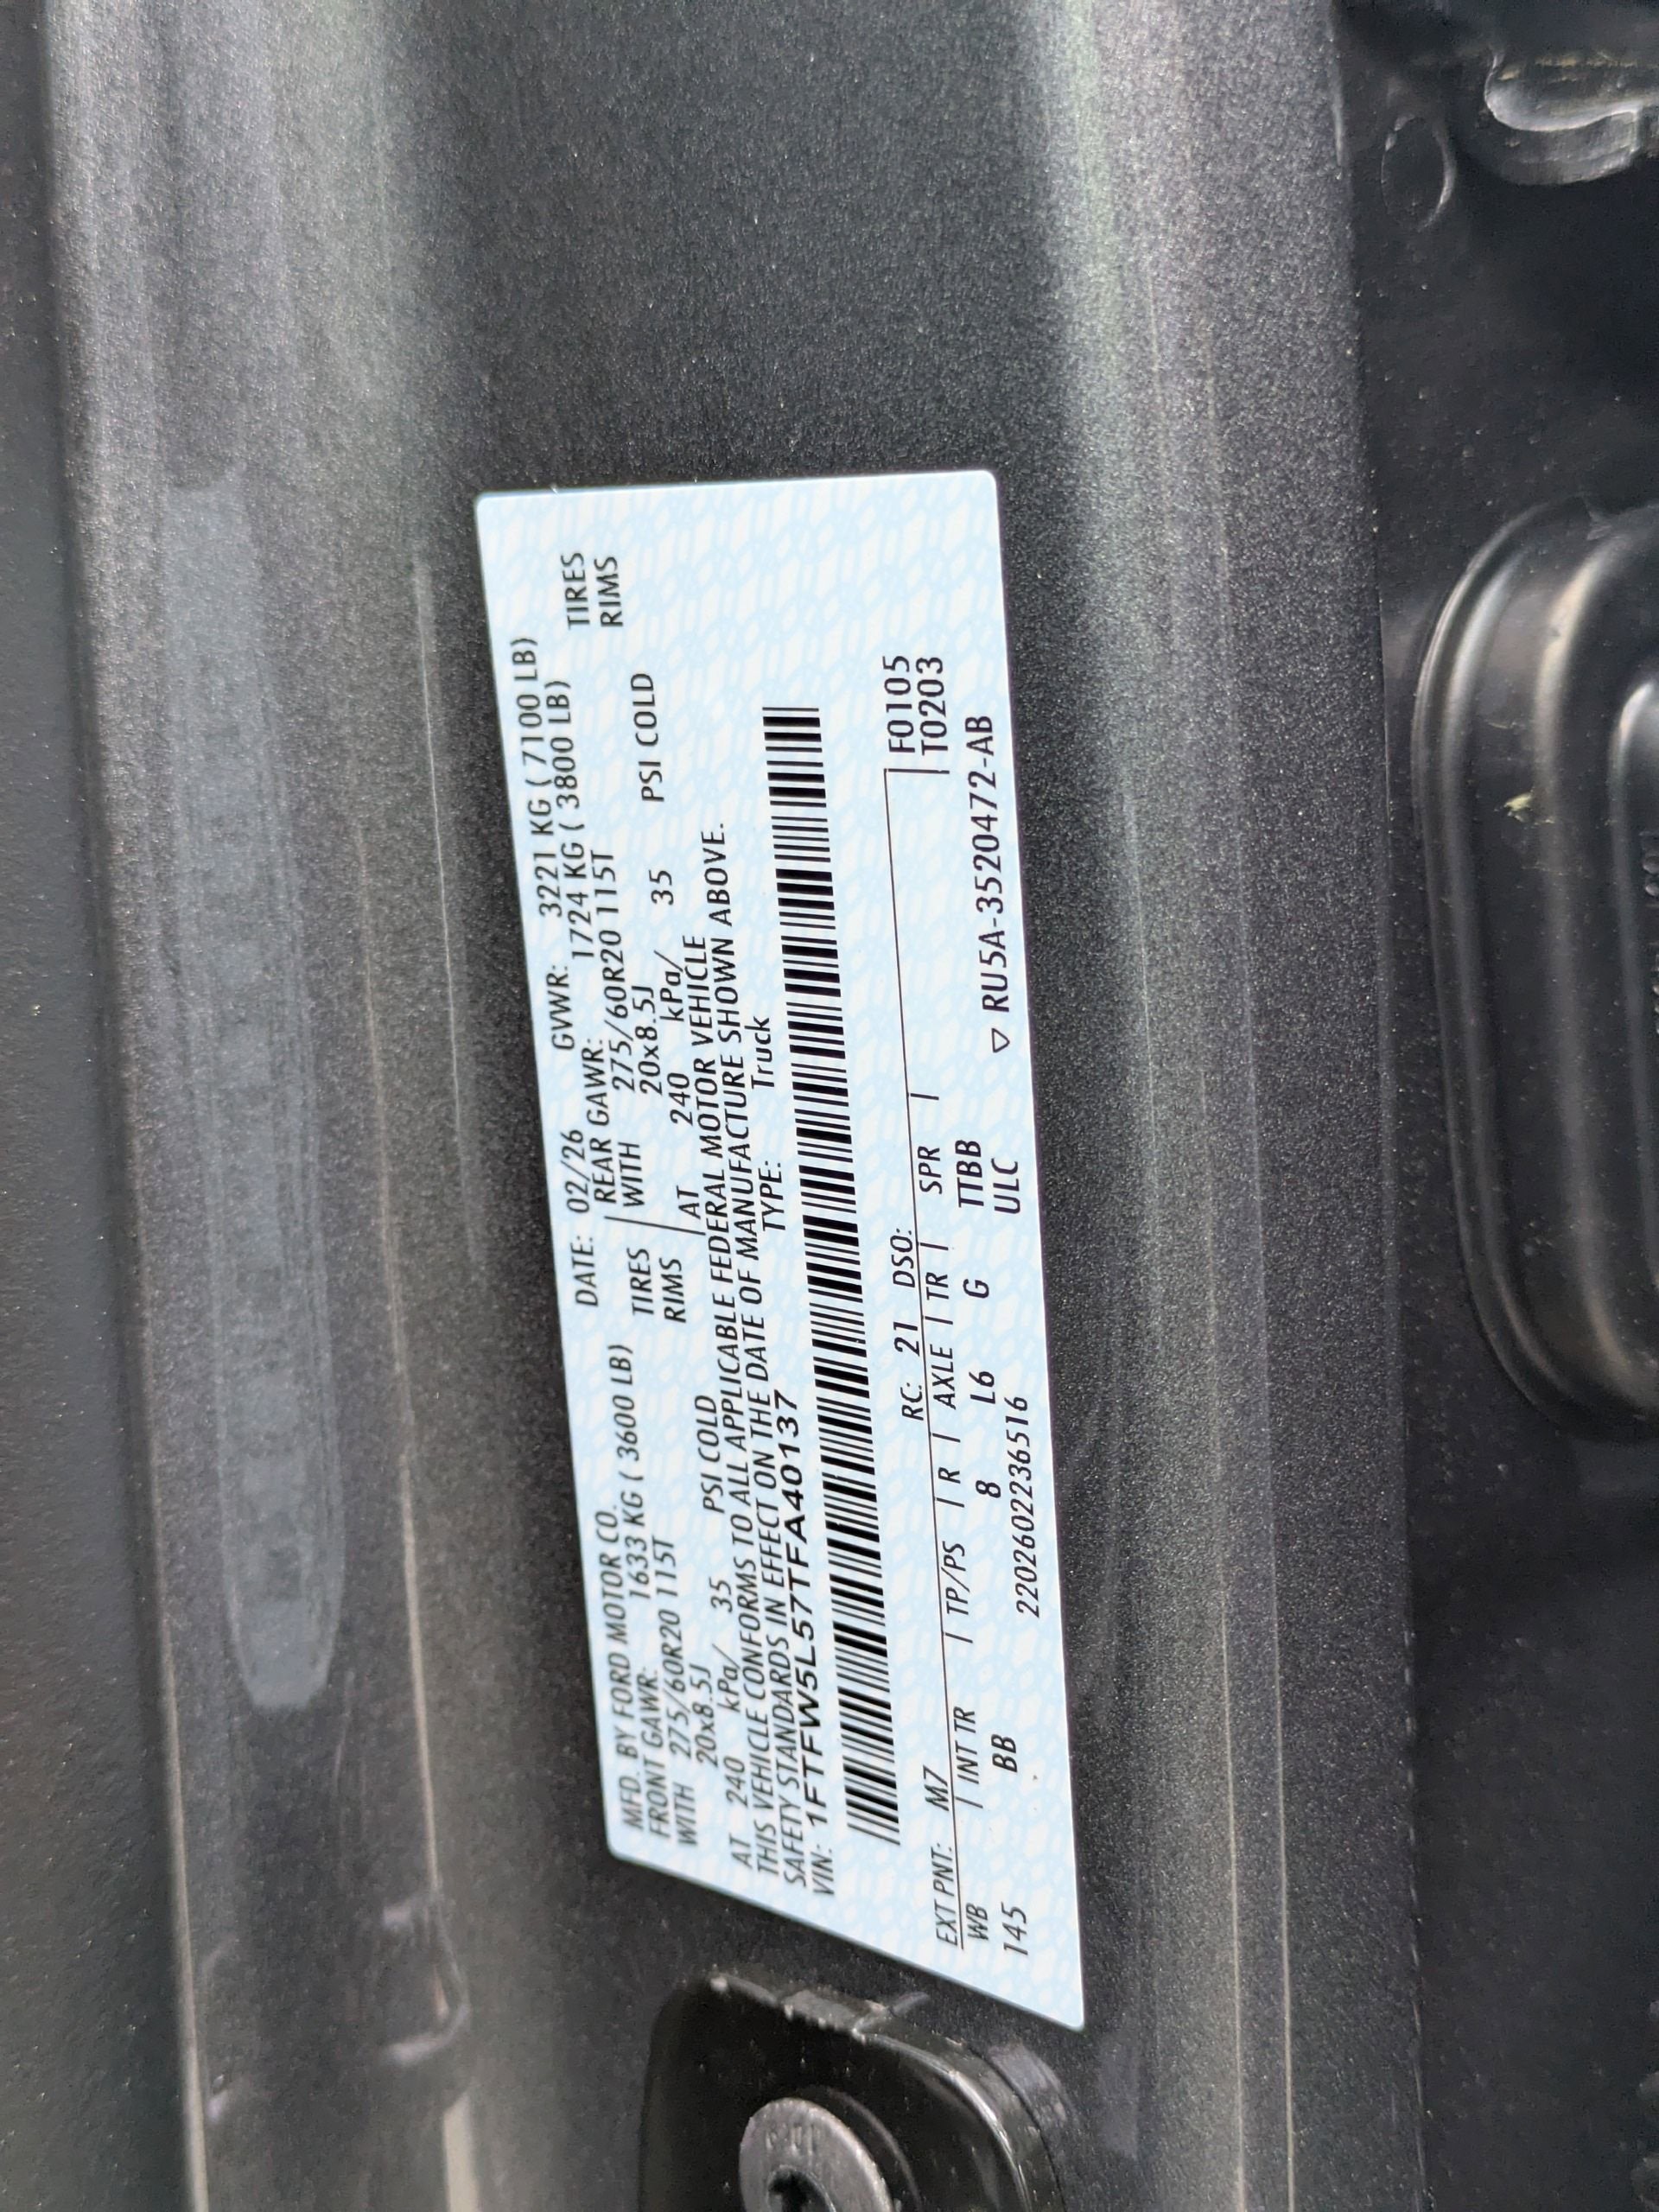 MFD. BY FORD MOTOR CO. DATE: 02/26 GVWR: 3221 KG ( 7100 LB)
FRONT GAWR: 1633 KG ( 3600 LB) REAR GAWR: 1724 KG ( 3800 LB)
WITH 275/60R20 115T TIRES WITH 275/60R20 115T TIRES
20x8.5J RIMS 20x8.5J RIMS
AT 240 kPa/ 35 PSI COLD AT 240 kPa/ 35 PSI COLD
THIS VEHICLE CONFORMS TO ALL APPLICABLE FEDERAL MOTOR VEHICLE
SAFETY STANDARDS IN EFFECT ON THE DATE OF MANUFACTURE SHOWN ABOVE.
VIN: 1FTFW5L57TFA40137 TYPE: Truck
EXT PNT: M7 RC: 21 DSO: F0105
WB INT TR TP/PS R AXLE TR SPR T0203
145 BB 8 L6 G TTBB
2202602236516 ULC ▽ RU5A-3520472-AB